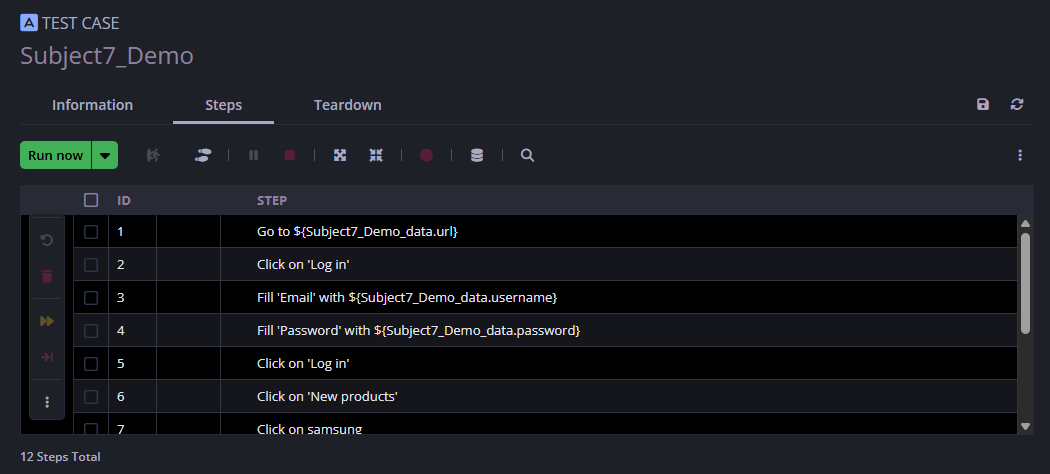 A TEST CASE
Subject7_Demo
Information Steps Teardown
Run now
ID STEP
1 Go to ${Subject7_Demo_data.url}
2 Click on 'Log in'
3 Fill 'Email' with ${Subject7_Demo_data.username}
4 Fill 'Password' with ${Subject7_Demo_data.password}
5 Click on 'Log in'
6 Click on 'New products'
7 Click on samsung
12 Steps Total